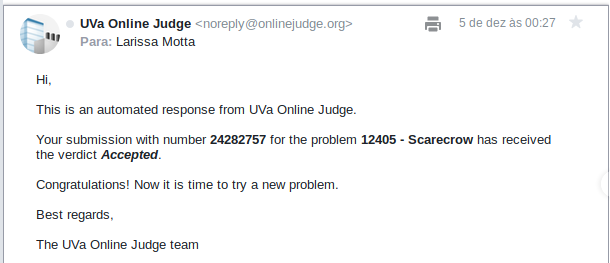 UVa Online Judge <noreply@onlinejudge.org> 5 de dez às 00:27
Para: Larissa Motta
Hi,
This is an automated response from UVa Online Judge.
Your submission with number 24282757 for the problem 12405 - Scarecrow has received
the verdict Accepted.
Congratulations! Now it is time to try a new problem.
Best regards,
The UVa Online Judge team